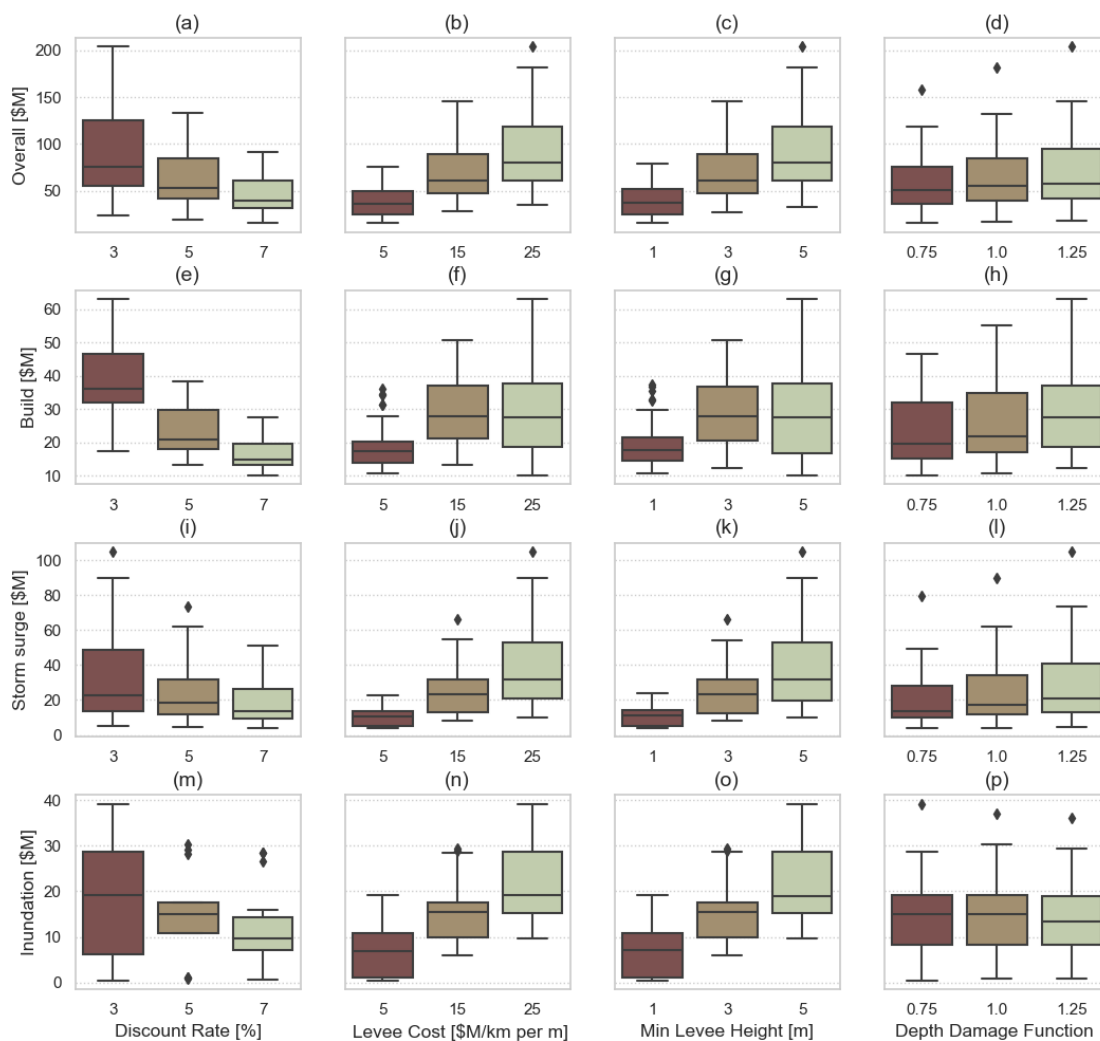 (a) (b) (c) (d)
Overall [$M]
200
150
100
50
3 5 7 5 15 25 1 3 5 0.75 1.0 1.25
(e) (f) (g) (h)
Build [$M]
60
50
40
30
20
10
3 5 7 5 15 25 1 3 5 0.75 1.0 1.25
(i) (j) (k) (l)
Storm surge [$M]
100
80
60
40
20
0
3 5 7 5 15 25 1 3 5 0.75 1.0 1.25
(m) (n) (o) (p)
Inundation [$M]
40
30
20
10
0
3 5 7 5 15 25 1 3 5 0.75 1.0 1.25
Discount Rate [%] Levee Cost [$M/km per m] Min Levee Height [m] Depth Damage Function